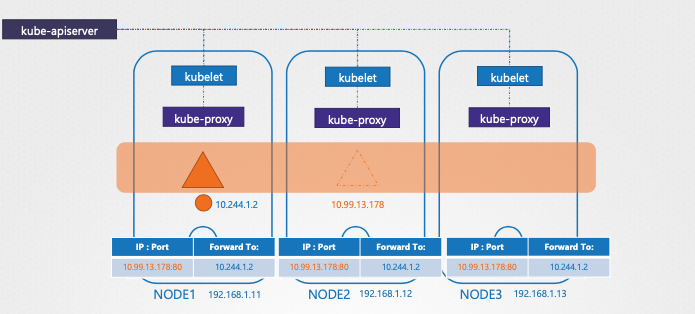 kube-apiserver
kubelet kubelet kubelet
kube-proxy kube-proxy kube-proxy
10.244.1.2 10.99.13.178
IP : Port Forward To: IP : Port Forward To: IP : Port Forward To:
10.99.13.178:80 10.244.1.2 10.99.13.178:80 10.244.1.2 10.99.13.178:80 10.244.1.2
NODE1 192.168.1.11 NODE2 192.168.1.12 NODE3 192.168.1.13